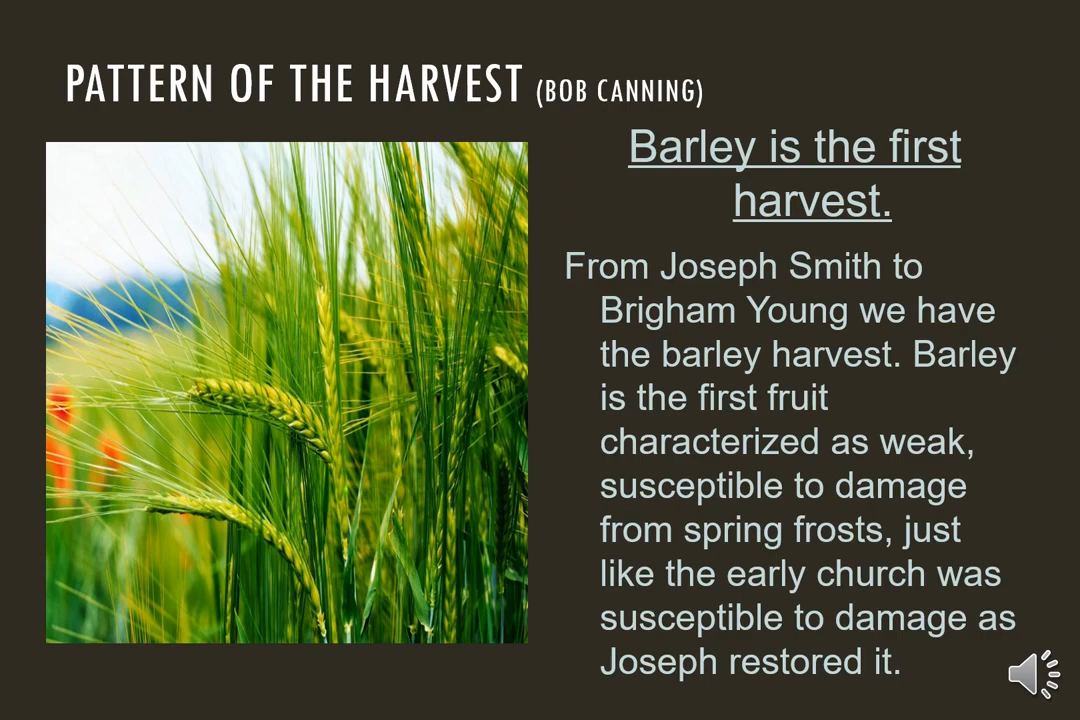 PATTERN OF THE HARVEST (BOB CANNING)
Barley is the first
harvest.
From Joseph Smith to
Brigham Young we have
the barley harvest. Barley
is the first fruit
characterized as weak,
susceptible to damage
from spring frosts, just
like the early church was
susceptible to damage as
Joseph restored it.